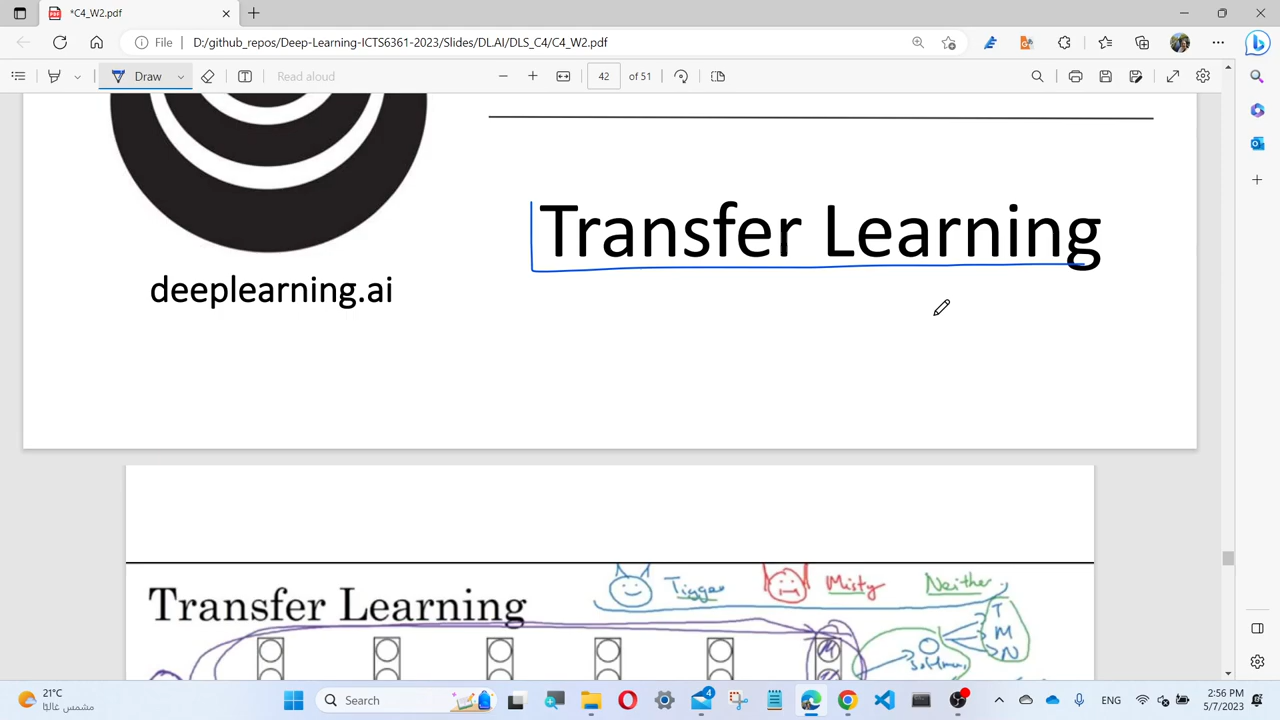 *C4_W2.pdf
File D:/github_repos/Deep-Learning-ICTS6361-2023/Slides/DL.AI/DLS_C4/C4_W2.pdf
Draw Read aloud 42 of 51
Transfer Learning
deeplearning.ai
Transfer Learning
Tigger Misty Neither
T
M
N
softmax
21°C
مشمس غالبًا
Search
4
ENG
2:56 PM
5/7/2023